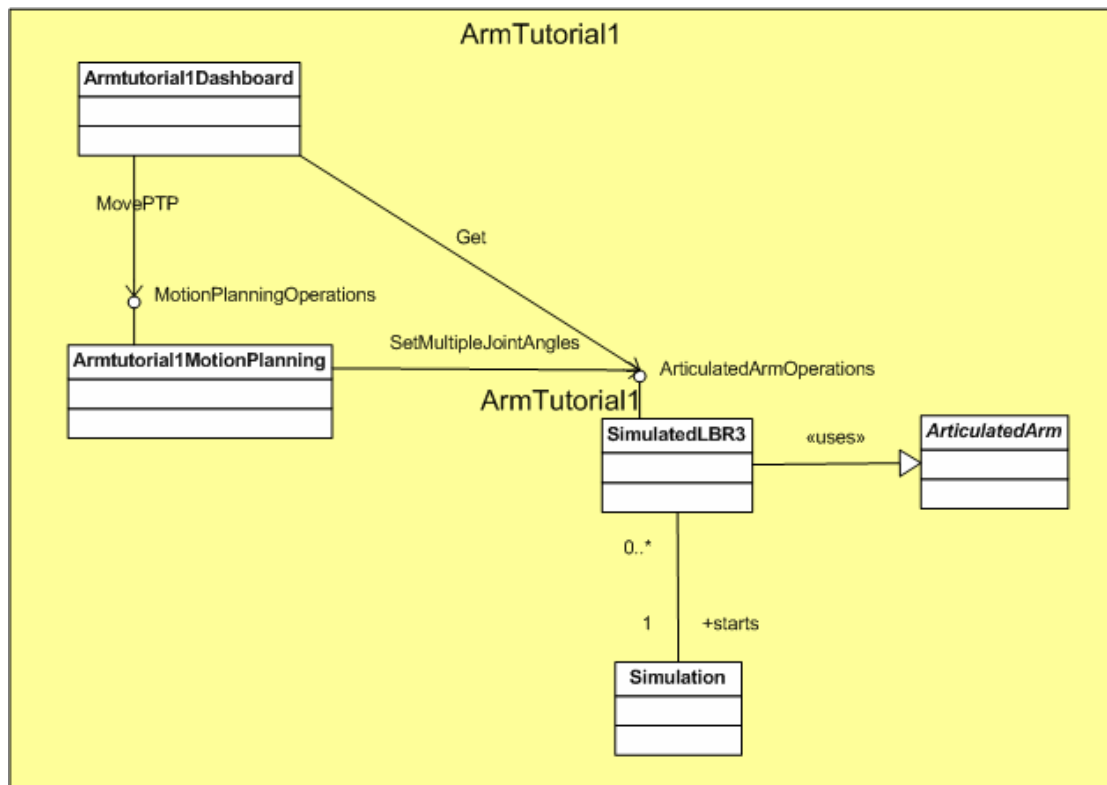 ArmTutorial1
Armtutorial1Dashboard
MovePTP
Get
MotionPlanningOperations
Armtutorial1MotionPlanning
SetMultipleJointAngles
ArticulatedArmOperations
ArmTutorial1
SimulatedLBR3
«uses»
ArticulatedArm
0..*
1
+starts
Simulation